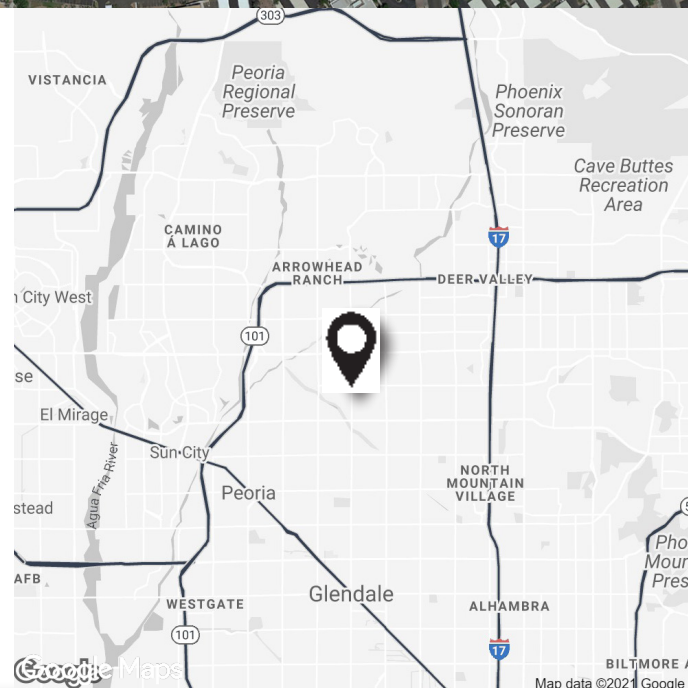 303
VISTANCIA
Peoria
Regional
Preserve
Phoenix
Sonoran
Preserve
Cave Buttes
Recreation
Area
CAMINO
Á LAGO
17
ARROWHEAD
RANCH
DEER VALLEY
n City West
101
se
El Mirage
Sun City
Agua Fria River
NORTH
MOUNTAIN
VILLAGE
Peoria
stead
5
Pho
Mour
Pres
AFB
WESTGATE
Glendale
ALHAMBRA
101
17
BILTMORE A
Google Maps
Map data ©2021 Google